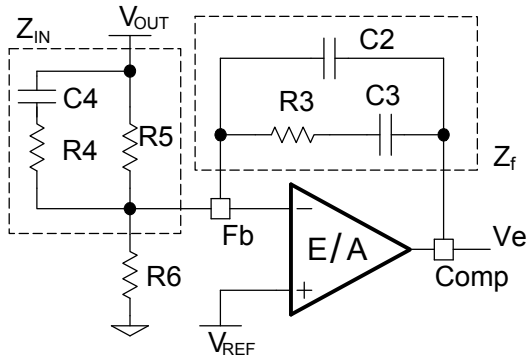 Z_IN
V_OUT
C2
C4
R3
C3
R4
R5
Z_f
−
Fb
E/A
Ve
R6
+
Comp
V_REF